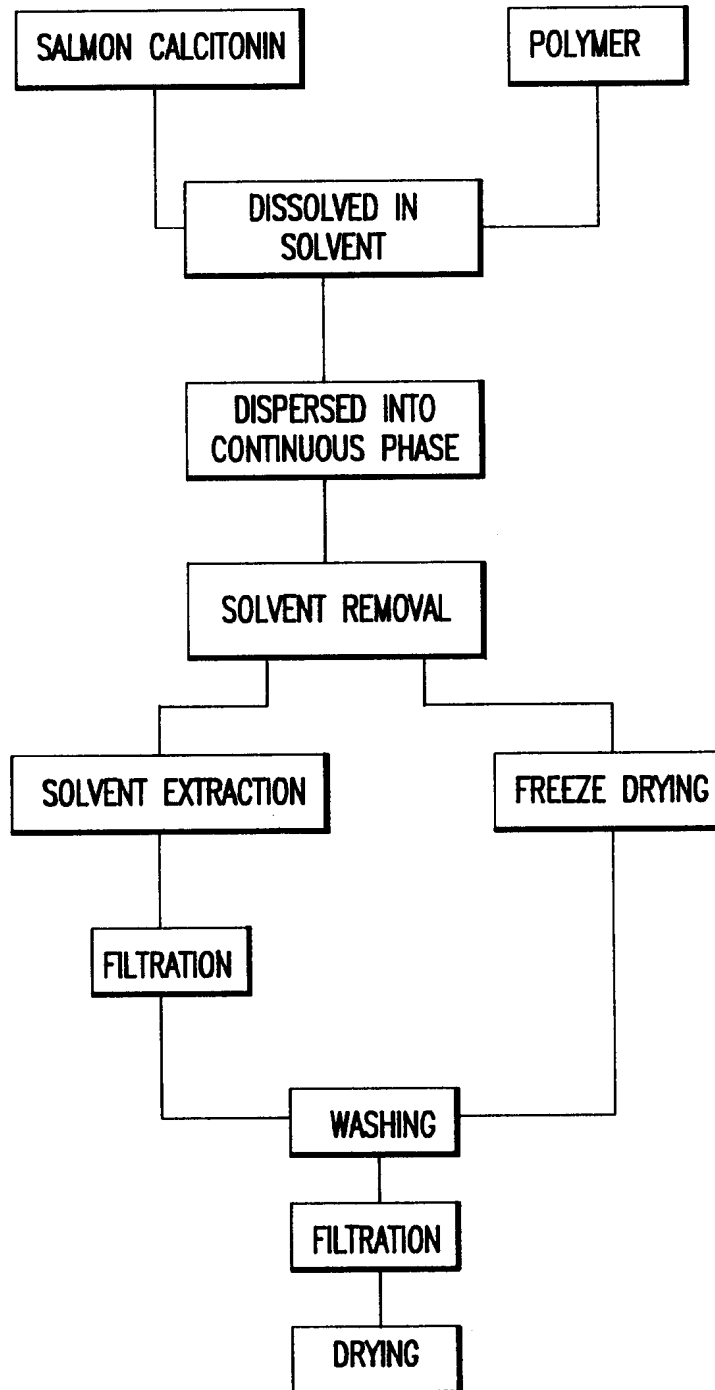 SALMON CALCITONIN
POLYMER
DISSOLVED IN
SOLVENT
DISPERSED INTO
CONTINUOUS PHASE
SOLVENT REMOVAL
SOLVENT EXTRACTION
FREEZE DRYING
FILTRATION
WASHING
FILTRATION
DRYING